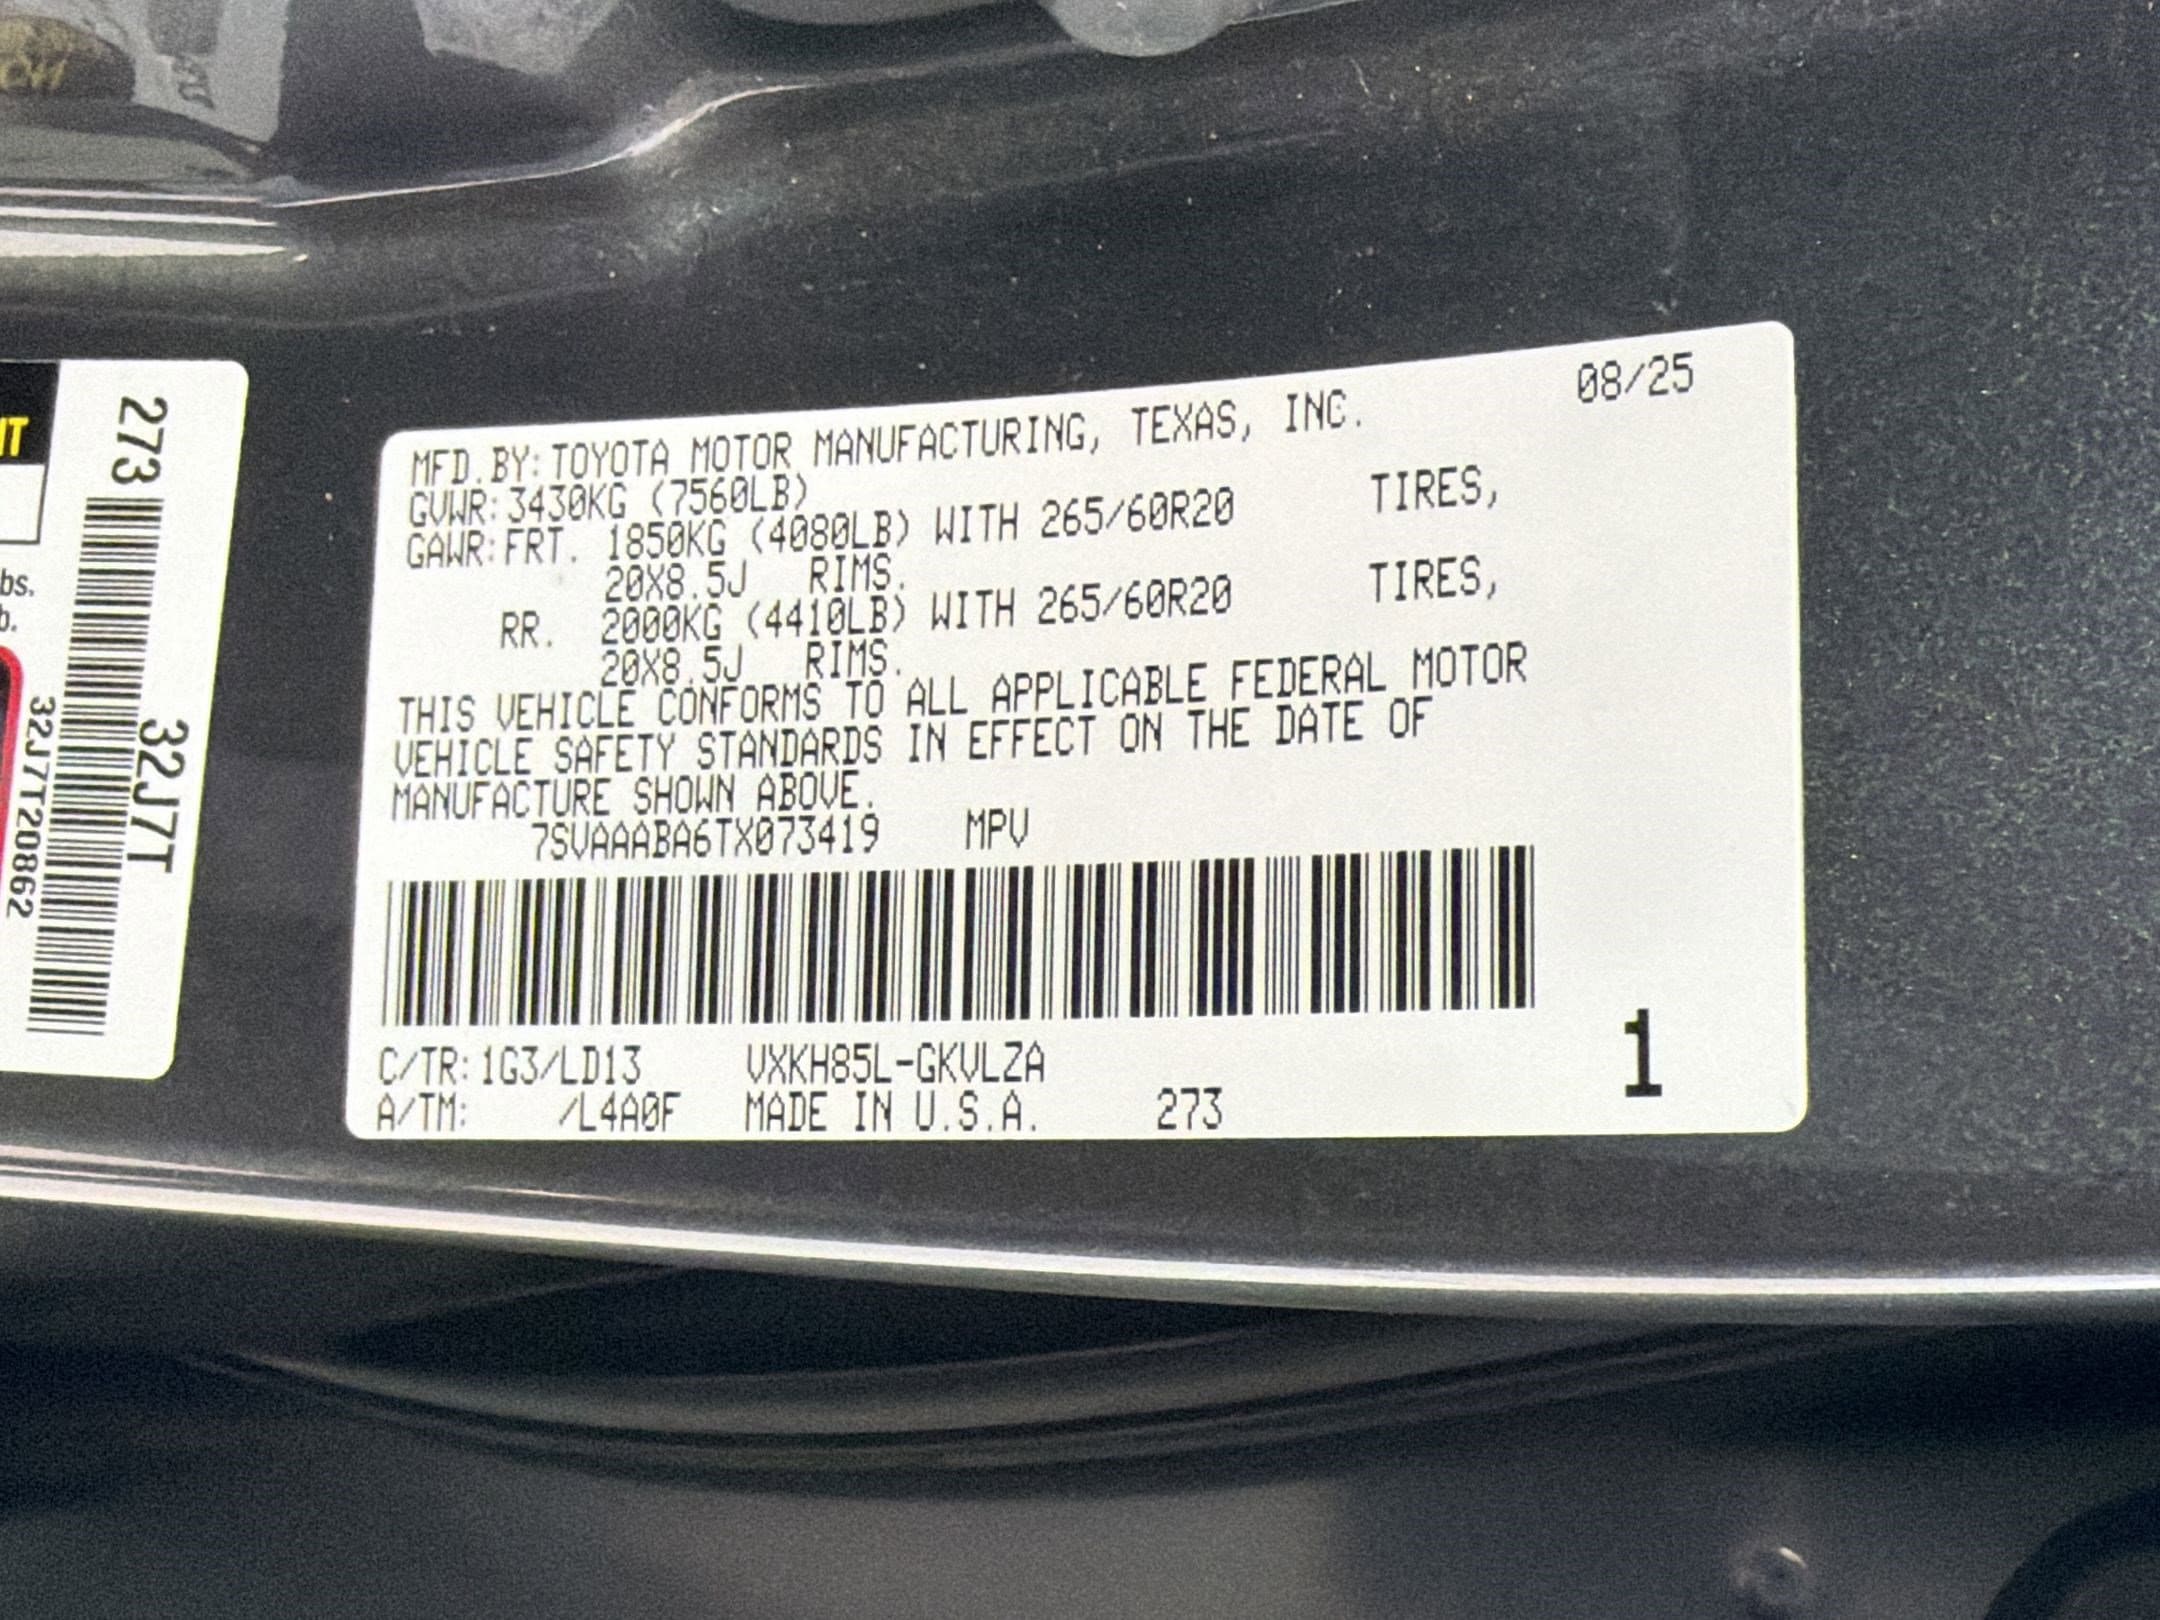 273
32J7T
32J7T20862
IT
bs.
b.
MFD.BY:TOYOTA MOTOR MANUFACTURING, TEXAS, INC. 08/25
GVWR:3430KG (7560LB)
GAWR:FRT. 1850KG (4080LB) WITH 265/60R20 TIRES,
20X8.5J RIMS.
RR. 2000KG (4410LB) WITH 265/60R20 TIRES,
20X8.5J RIMS.
THIS VEHICLE CONFORMS TO ALL APPLICABLE FEDERAL MOTOR
VEHICLE SAFETY STANDARDS IN EFFECT ON THE DATE OF
MANUFACTURE SHOWN ABOVE.
7SVAAABA6TX073419 MPV
C/TR:1G3/LD13 VXKH85L-GKVLZA
A/TM: /L4A0F MADE IN U.S.A. 273
1